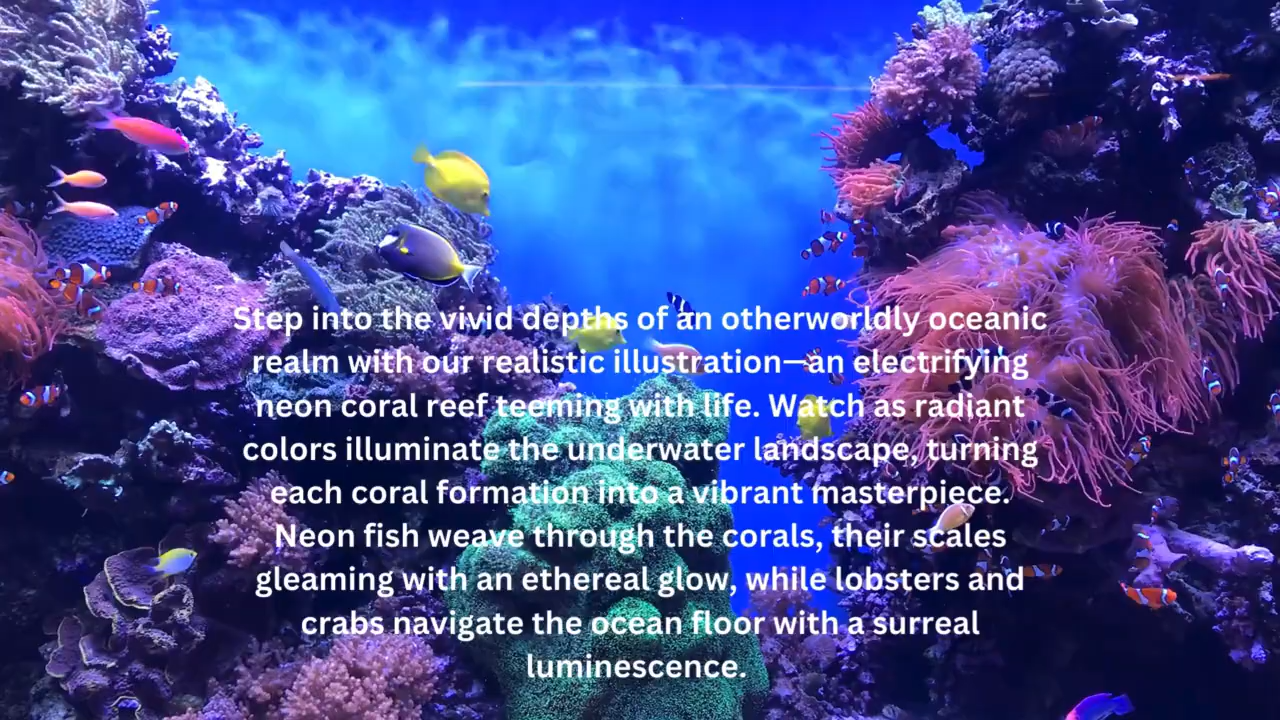 Step into the vivid depths of an otherworldly oceanic
realm with our realistic illustration—an electrifying
neon coral reef teeming with life. Watch as radiant
colors illuminate the underwater landscape, turning
each coral formation into a vibrant masterpiece.
Neon fish weave through the corals, their scales
gleaming with an ethereal glow, while lobsters and
crabs navigate the ocean floor with a surreal
luminescence.